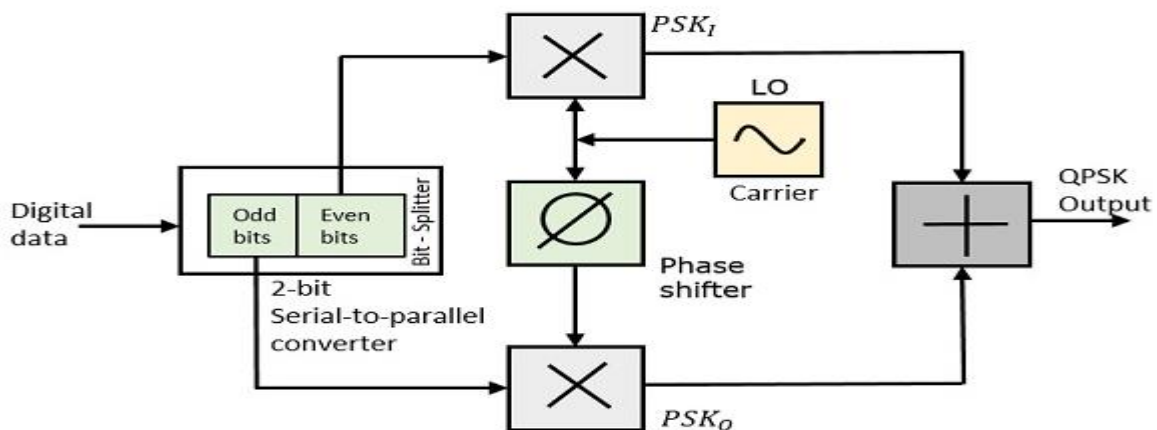 PSK_I
LO
Carrier
Digital
data
Odd
bits
Even
bits
Bit - Splitter
2-bit
Serial-to-parallel
converter
Phase
shifter
QPSK
Output
PSK_Q